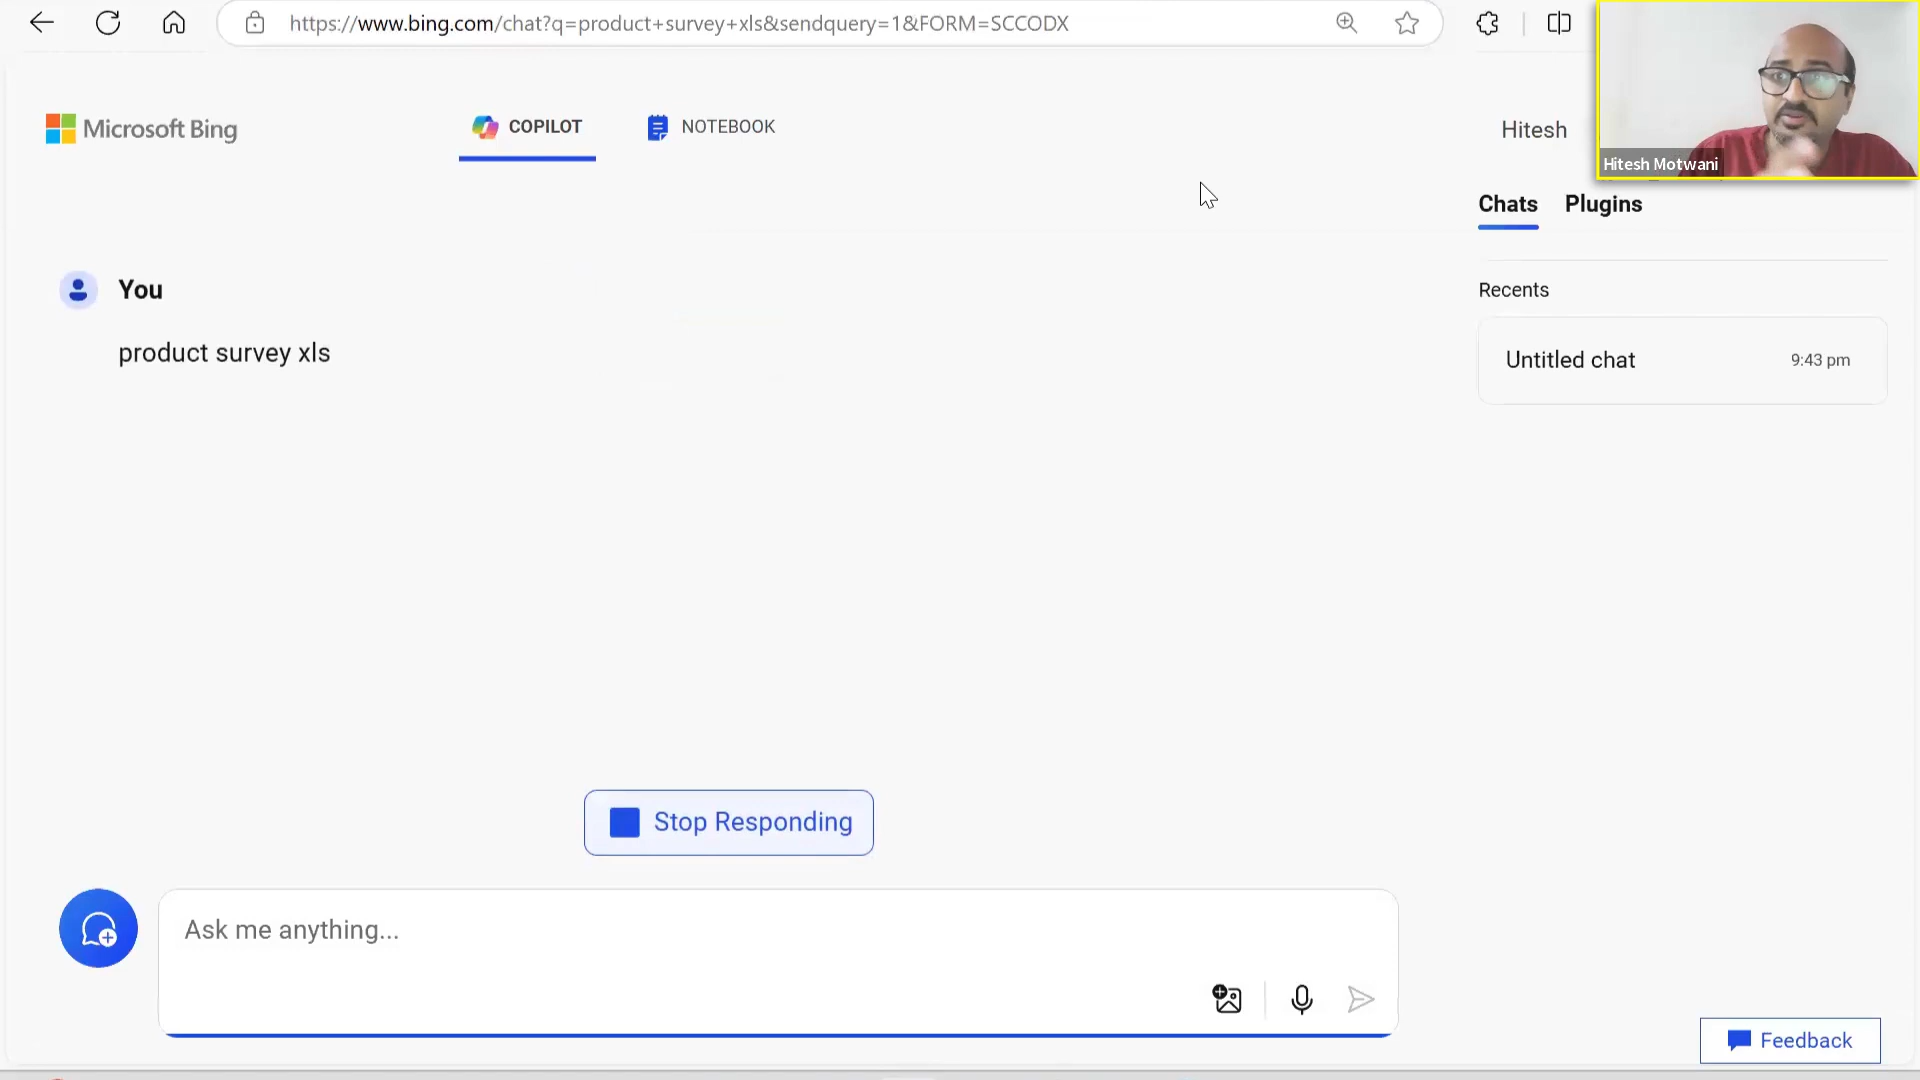 https://www.bing.com/chat?q=product+survey+xls&sendquery=1&FORM=SCCODX
Microsoft Bing
COPILOT
NOTEBOOK
Hitesh
Hitesh Motwani
Chats
Plugins
You
Recents
product survey xls
Untitled chat
9:43 pm
Stop Responding
Ask me anything...
Feedback